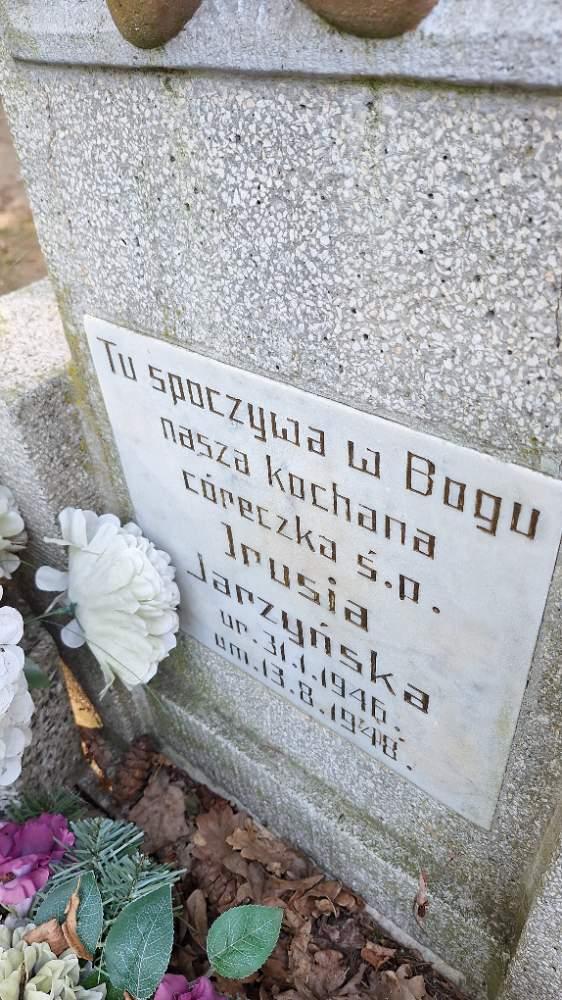 Tu spoczywa w Bogu
nasza kochana
córeczka ś.p.
Irusia
Jarzyńska
ur. 31.1.1946.
um. 13.8.1948.